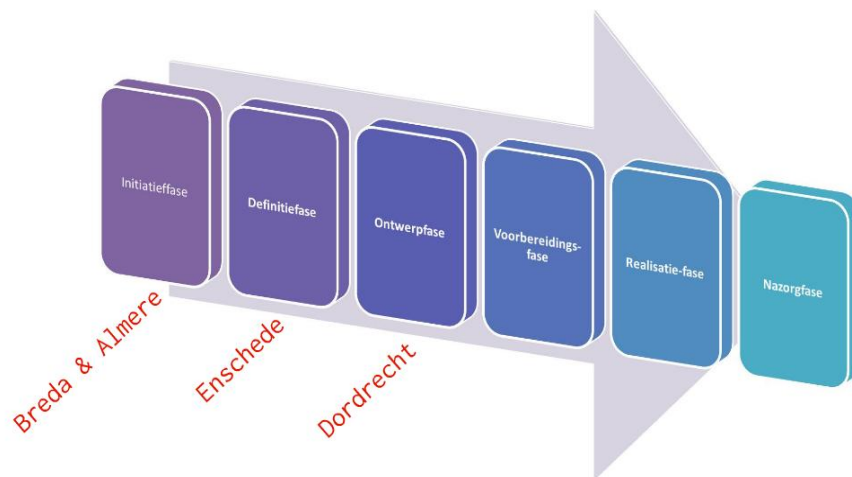 Initiatieffase
Definitiefase
Ontwerpfase
Voorbereidings-
fase
Realisatie-fase
Nazorgfase
Breda & Almere
Enschede
Dordrecht